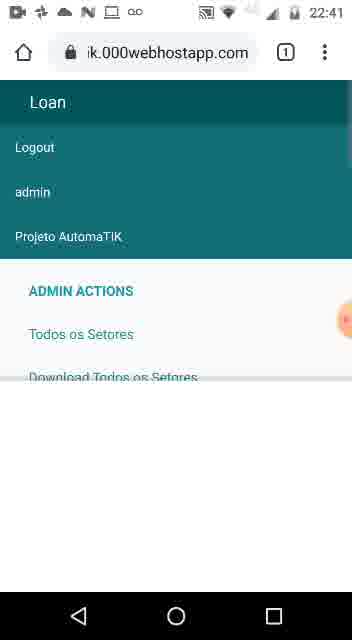 22:41
ik.000webhostapp.com
1
Loan
Logout
admin
Projeto AutomaTIK
ADMIN ACTIONS
Todos os Setores
Download Todos os Setores